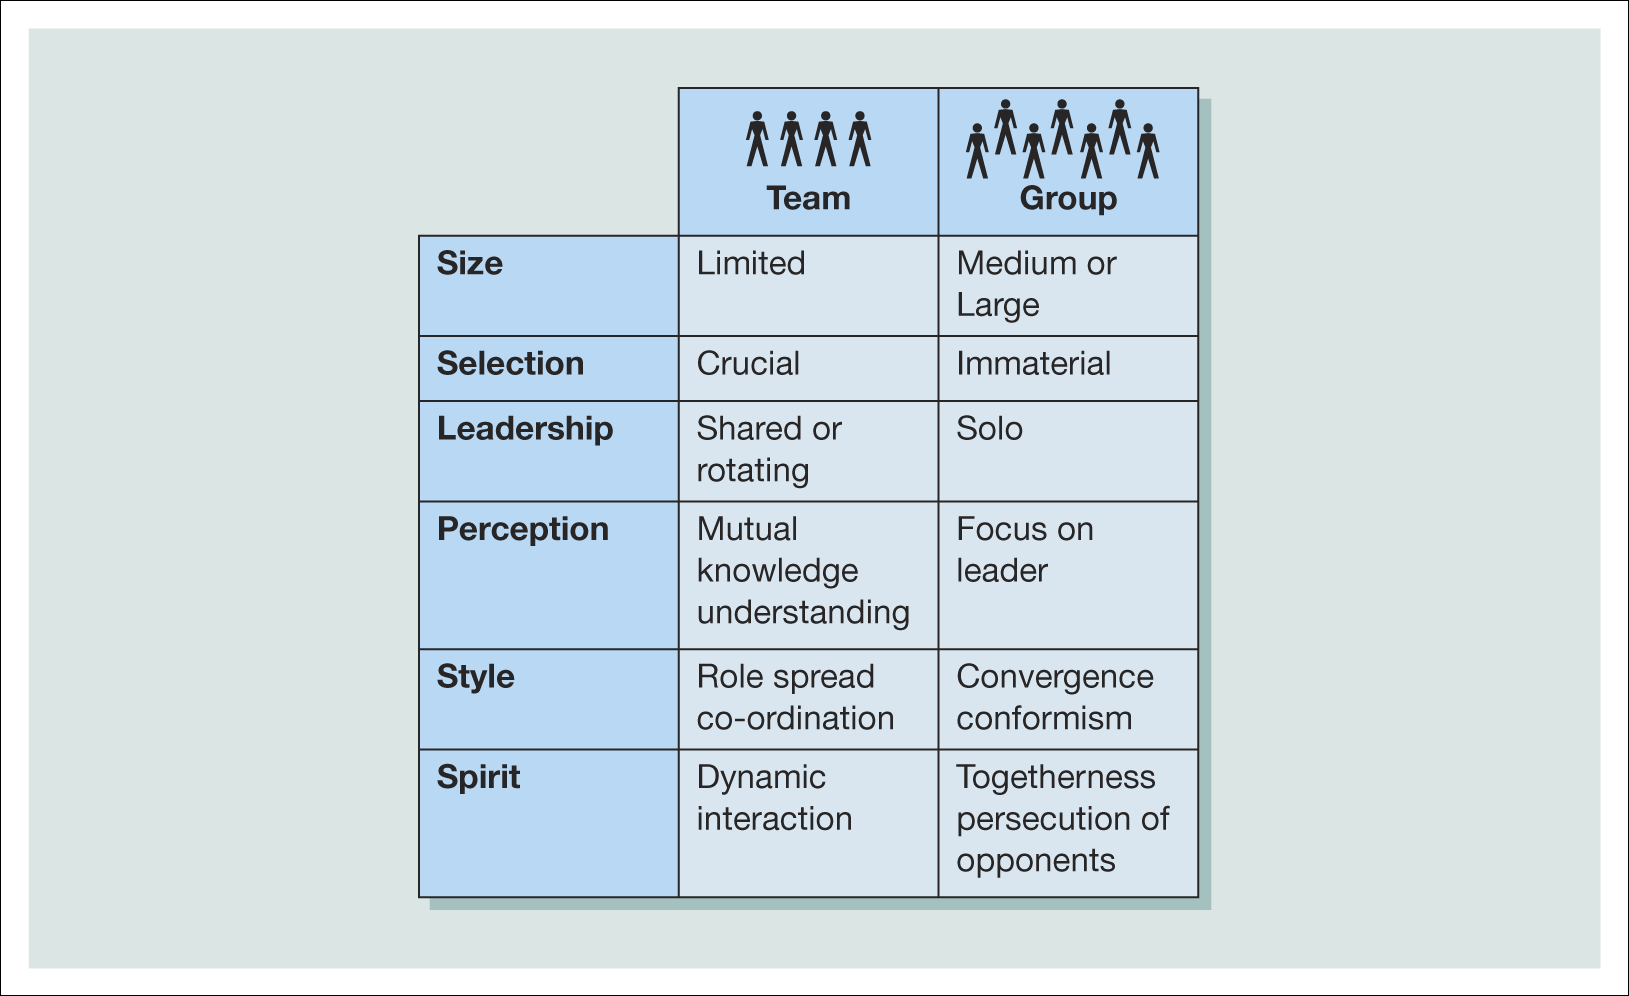 Team
Group
Size
Limited
Medium or
Large
Selection
Crucial
Immaterial
Leadership
Shared or
rotating
Solo
Perception
Mutual
knowledge
understanding
Focus on
leader
Style
Role spread
co-ordination
Convergence
conformism
Spirit
Dynamic
interaction
Togetherness
persecution of
opponents